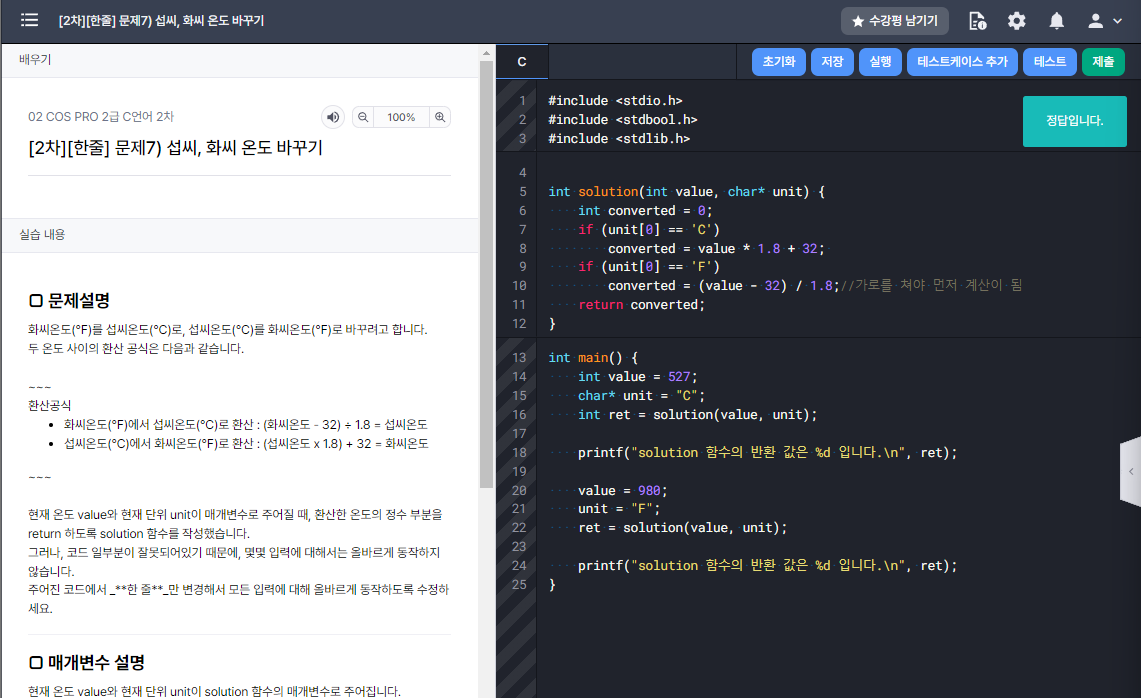 [2차][한줄] 문제7) 섭씨, 화씨 온도 바꾸기
★ 수강평 남기기
배우기
02 COS PRO 2급 C언어 2차
100%
[2차][한줄] 문제7) 섭씨, 화씨 온도 바꾸기
실습 내용
문제설명
화씨온도(°F)를 섭씨온도(°C)로, 섭씨온도(°C)를 화씨온도(°F)로 바꾸려고 합니다.
두 온도 사이의 환산 공식은 다음과 같습니다.
~~~
환산공식
• 화씨온도(°F)에서 섭씨온도(°C)로 환산 : (화씨온도 - 32) ÷ 1.8 = 섭씨온도
• 섭씨온도(°C)에서 화씨온도(°F)로 환산 : (섭씨온도 x 1.8) + 32 = 화씨온도
~~~
현재 온도 value와 현재 단위 unit이 매개변수로 주어질 때, 환산한 온도의 정수 부분을
return 하도록 solution 함수를 작성했습니다.
그러나, 코드 일부분이 잘못되어있기 때문에, 몇몇 입력에 대해서는 올바르게 동작하지
않습니다.
주어진 코드에서 _**한 줄**_만 변경해서 모든 입력에 대해 올바르게 동작하도록 수정하
세요.
매개변수 설명
현재 온도 value와 현재 단위 unit이 solution 함수의 매개변수로 주어집니다.
C
초기화 저장 실행 테스트케이스 추가 테스트 제출
정답입니다.
1 #include <stdio.h>
2 #include <stdbool.h>
3 #include <stdlib.h>
4
5 int solution(int value, char* unit) {
6     int converted = 0;
7     if (unit[0] == 'C')
8         converted = value * 1.8 + 32;
9     if (unit[0] == 'F')
10         converted = (value - 32) / 1.8;//가로를 쳐야 먼저 계산이 됨
11     return converted;
12 }
13 int main() {
14     int value = 527;
15     char* unit = "C";
16     int ret = solution(value, unit);
17
18     printf("solution 함수의 반환 값은 %d 입니다.\n", ret);
19
20     value = 980;
21     unit = "F";
22     ret = solution(value, unit);
23
24     printf("solution 함수의 반환 값은 %d 입니다.\n", ret);
25 }